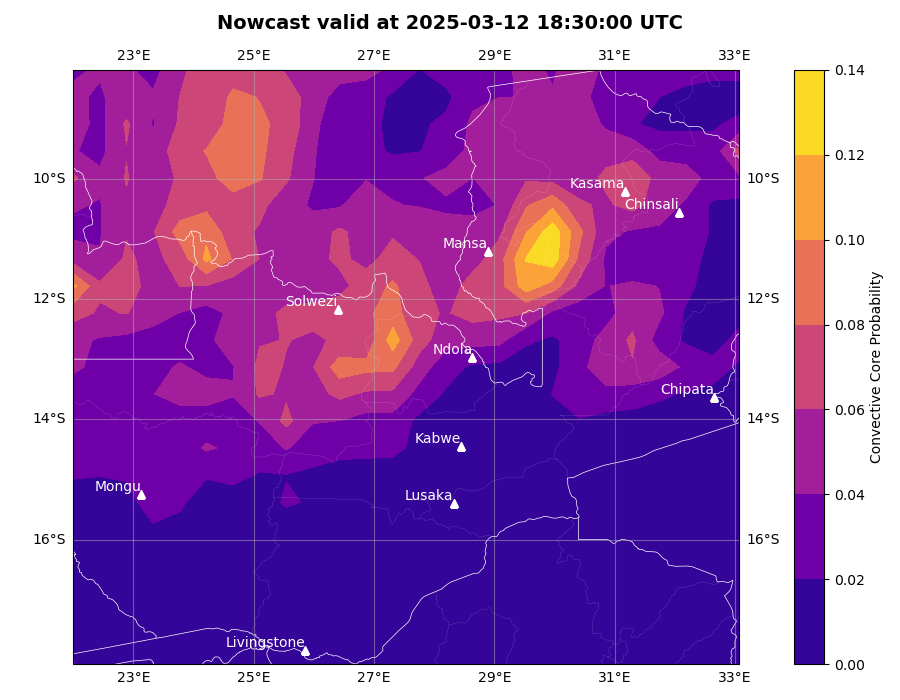 Nowcast valid at 2025-03-12 18:30:00 UTC
23°E 25°E 27°E 29°E 31°E 33°E
0.14
0.12
10°S Kasama 10°S
Chinsali
0.10
Mansa
12°S Solwezi 12°S
0.08
Ndola
Chipata
0.06
14°S 14°S
Kabwe
0.04
Mongu
Lusaka
16°S 16°S
0.02
Livingstone
0.00
23°E 25°E 27°E 29°E 31°E 33°E
Convective Core Probability